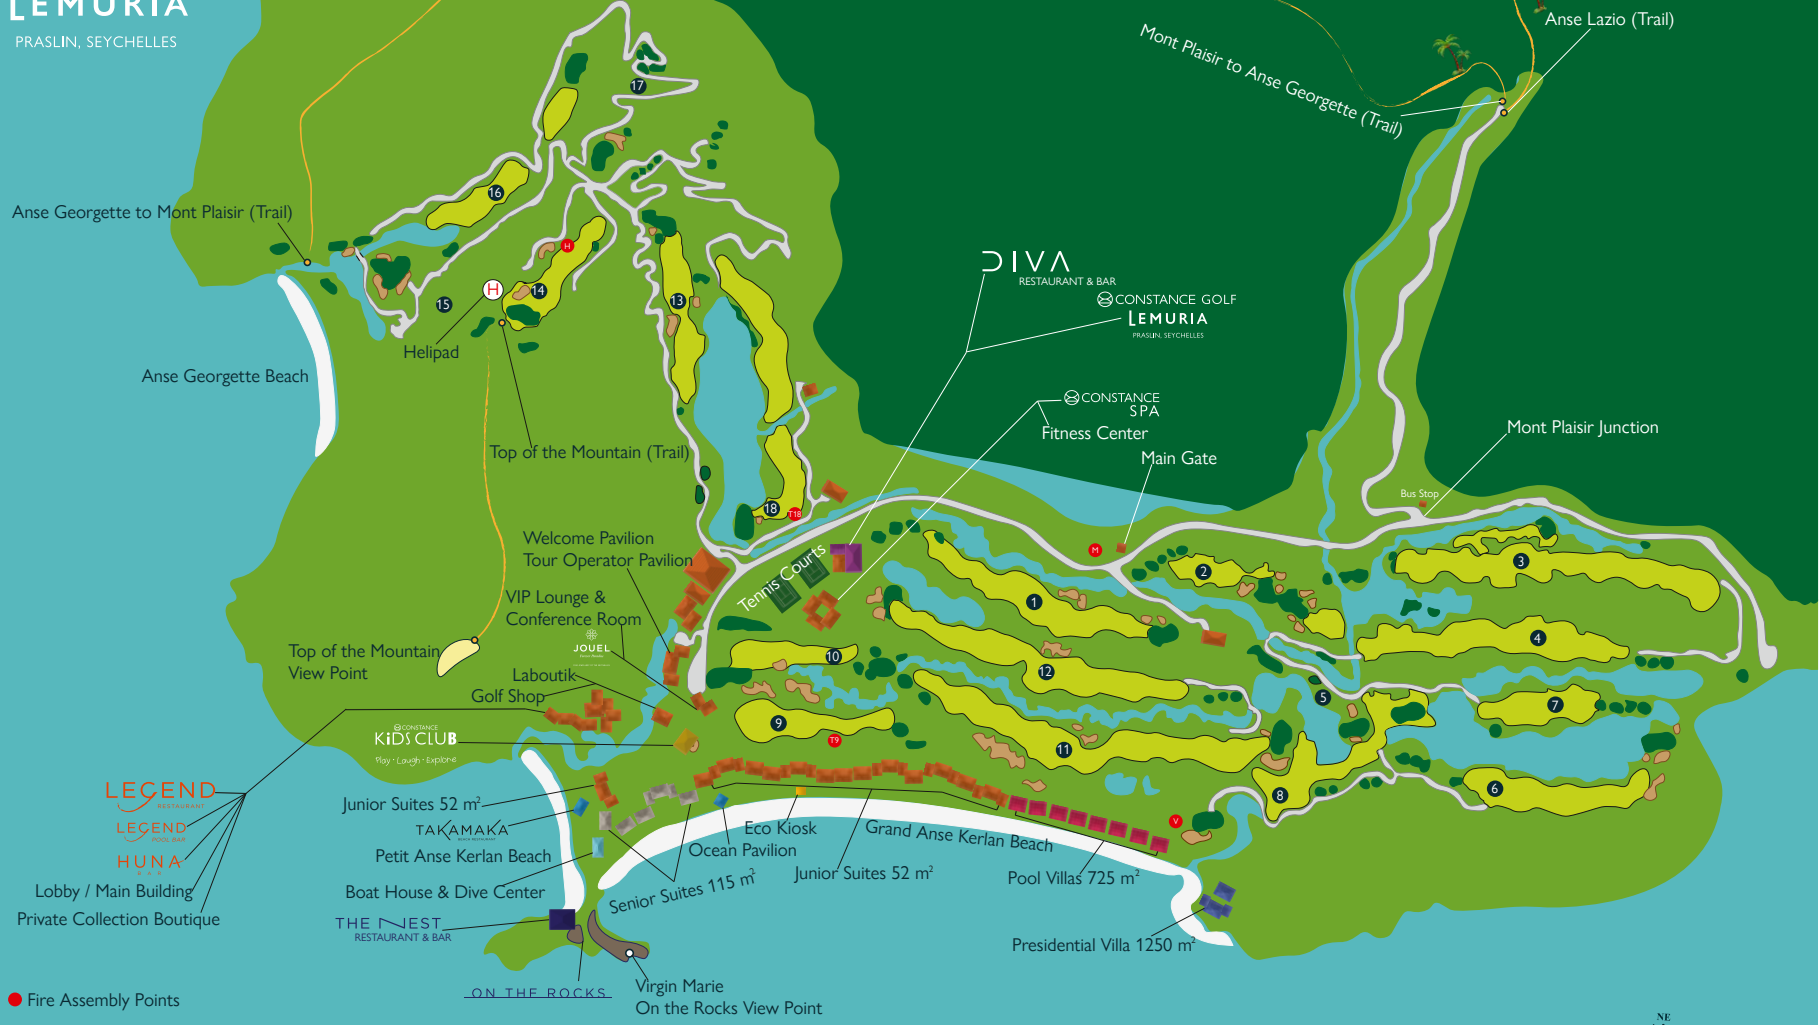 LEMURIA
PRASLIN, SEYCHELLES
Anse Lazio (Trail)
Mont Plaisir to Anse Georgette (Trail)
17
16
Anse Georgette to Mont Plaisir (Trail)
H
H
14
15
13
Helipad
Anse Georgette Beach
DIVA
RESTAURANT & BAR
CONSTANCE GOLF
LEMURIA
PRASLIN, SEYCHELLES
CONSTANCE
SPA
Fitness Center
Main Gate
Mont Plaisir Junction
Bus Stop
Top of the Mountain (Trail)
18
T18
Welcome Pavilion
Tour Operator Pavilion
Tennis Courts
M
2
3
1
VIP Lounge &
Conference Room
JOUEL
4
10
12
Top of the Mountain
View Point
Laboutik
Golf Shop
5
7
9
T9
11
CONSTANCE
KiDS CLUB
Play · Laugh · Explore
6
8
LEGEND
RESTAURANT
LEGEND
POOL BAR
HUNA
BAR
Lobby / Main Building
Private Collection Boutique
Junior Suites 52 m²
TAKAMAKA
BEACH RESTAURANT
Petit Anse Kerlan Beach
Boat House & Dive Center
THE NEST
RESTAURANT & BAR
Senior Suites 115 m²
Ocean Pavilion
Eco Kiosk
Junior Suites 52 m²
Grand Anse Kerlan Beach
V
Pool Villas 725 m²
Presidential Villa 1250 m²
ON THE ROCKS
Virgin Marie
On the Rocks View Point
Fire Assembly Points
NE